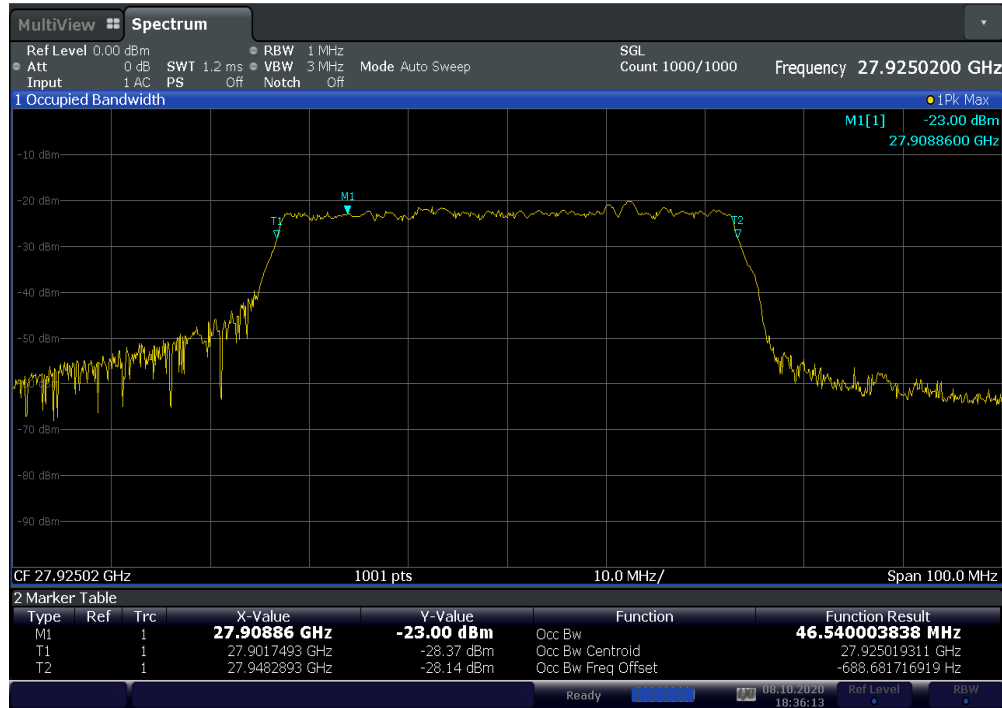 MultiView Spectrum
Ref Level 0.00 dBm RBW 1 MHz SGL
Att 0 dB SWT 1.2 ms VBW 3 MHz Mode Auto Sweep Count 1000/1000 Frequency 27.9250200 GHz
Input 1 AC PS Off Notch Off
1 Occupied Bandwidth 1Pk Max
M1[1] -23.00 dBm
27.9088600 GHz
-10 dBm
-20 dBm
M1
T1 T2
-30 dBm
-40 dBm
-50 dBm
-70 dBm
-80 dBm
-90 dBm
CF 27.92502 GHz 1001 pts 10.0 MHz/ Span 100.0 MHz
2 Marker Table
Type Ref Trc X-Value Y-Value Function Function Result
M1 1 27.90886 GHz -23.00 dBm Occ Bw 46.540003838 MHz
T1 1 27.9017493 GHz -28.37 dBm Occ Bw Centroid 27.925019311 GHz
T2 1 27.9482893 GHz -28.14 dBm Occ Bw Freq Offset -688.681716919 Hz
Ready 08.10.2020 Ref Level RBW
18:36:13